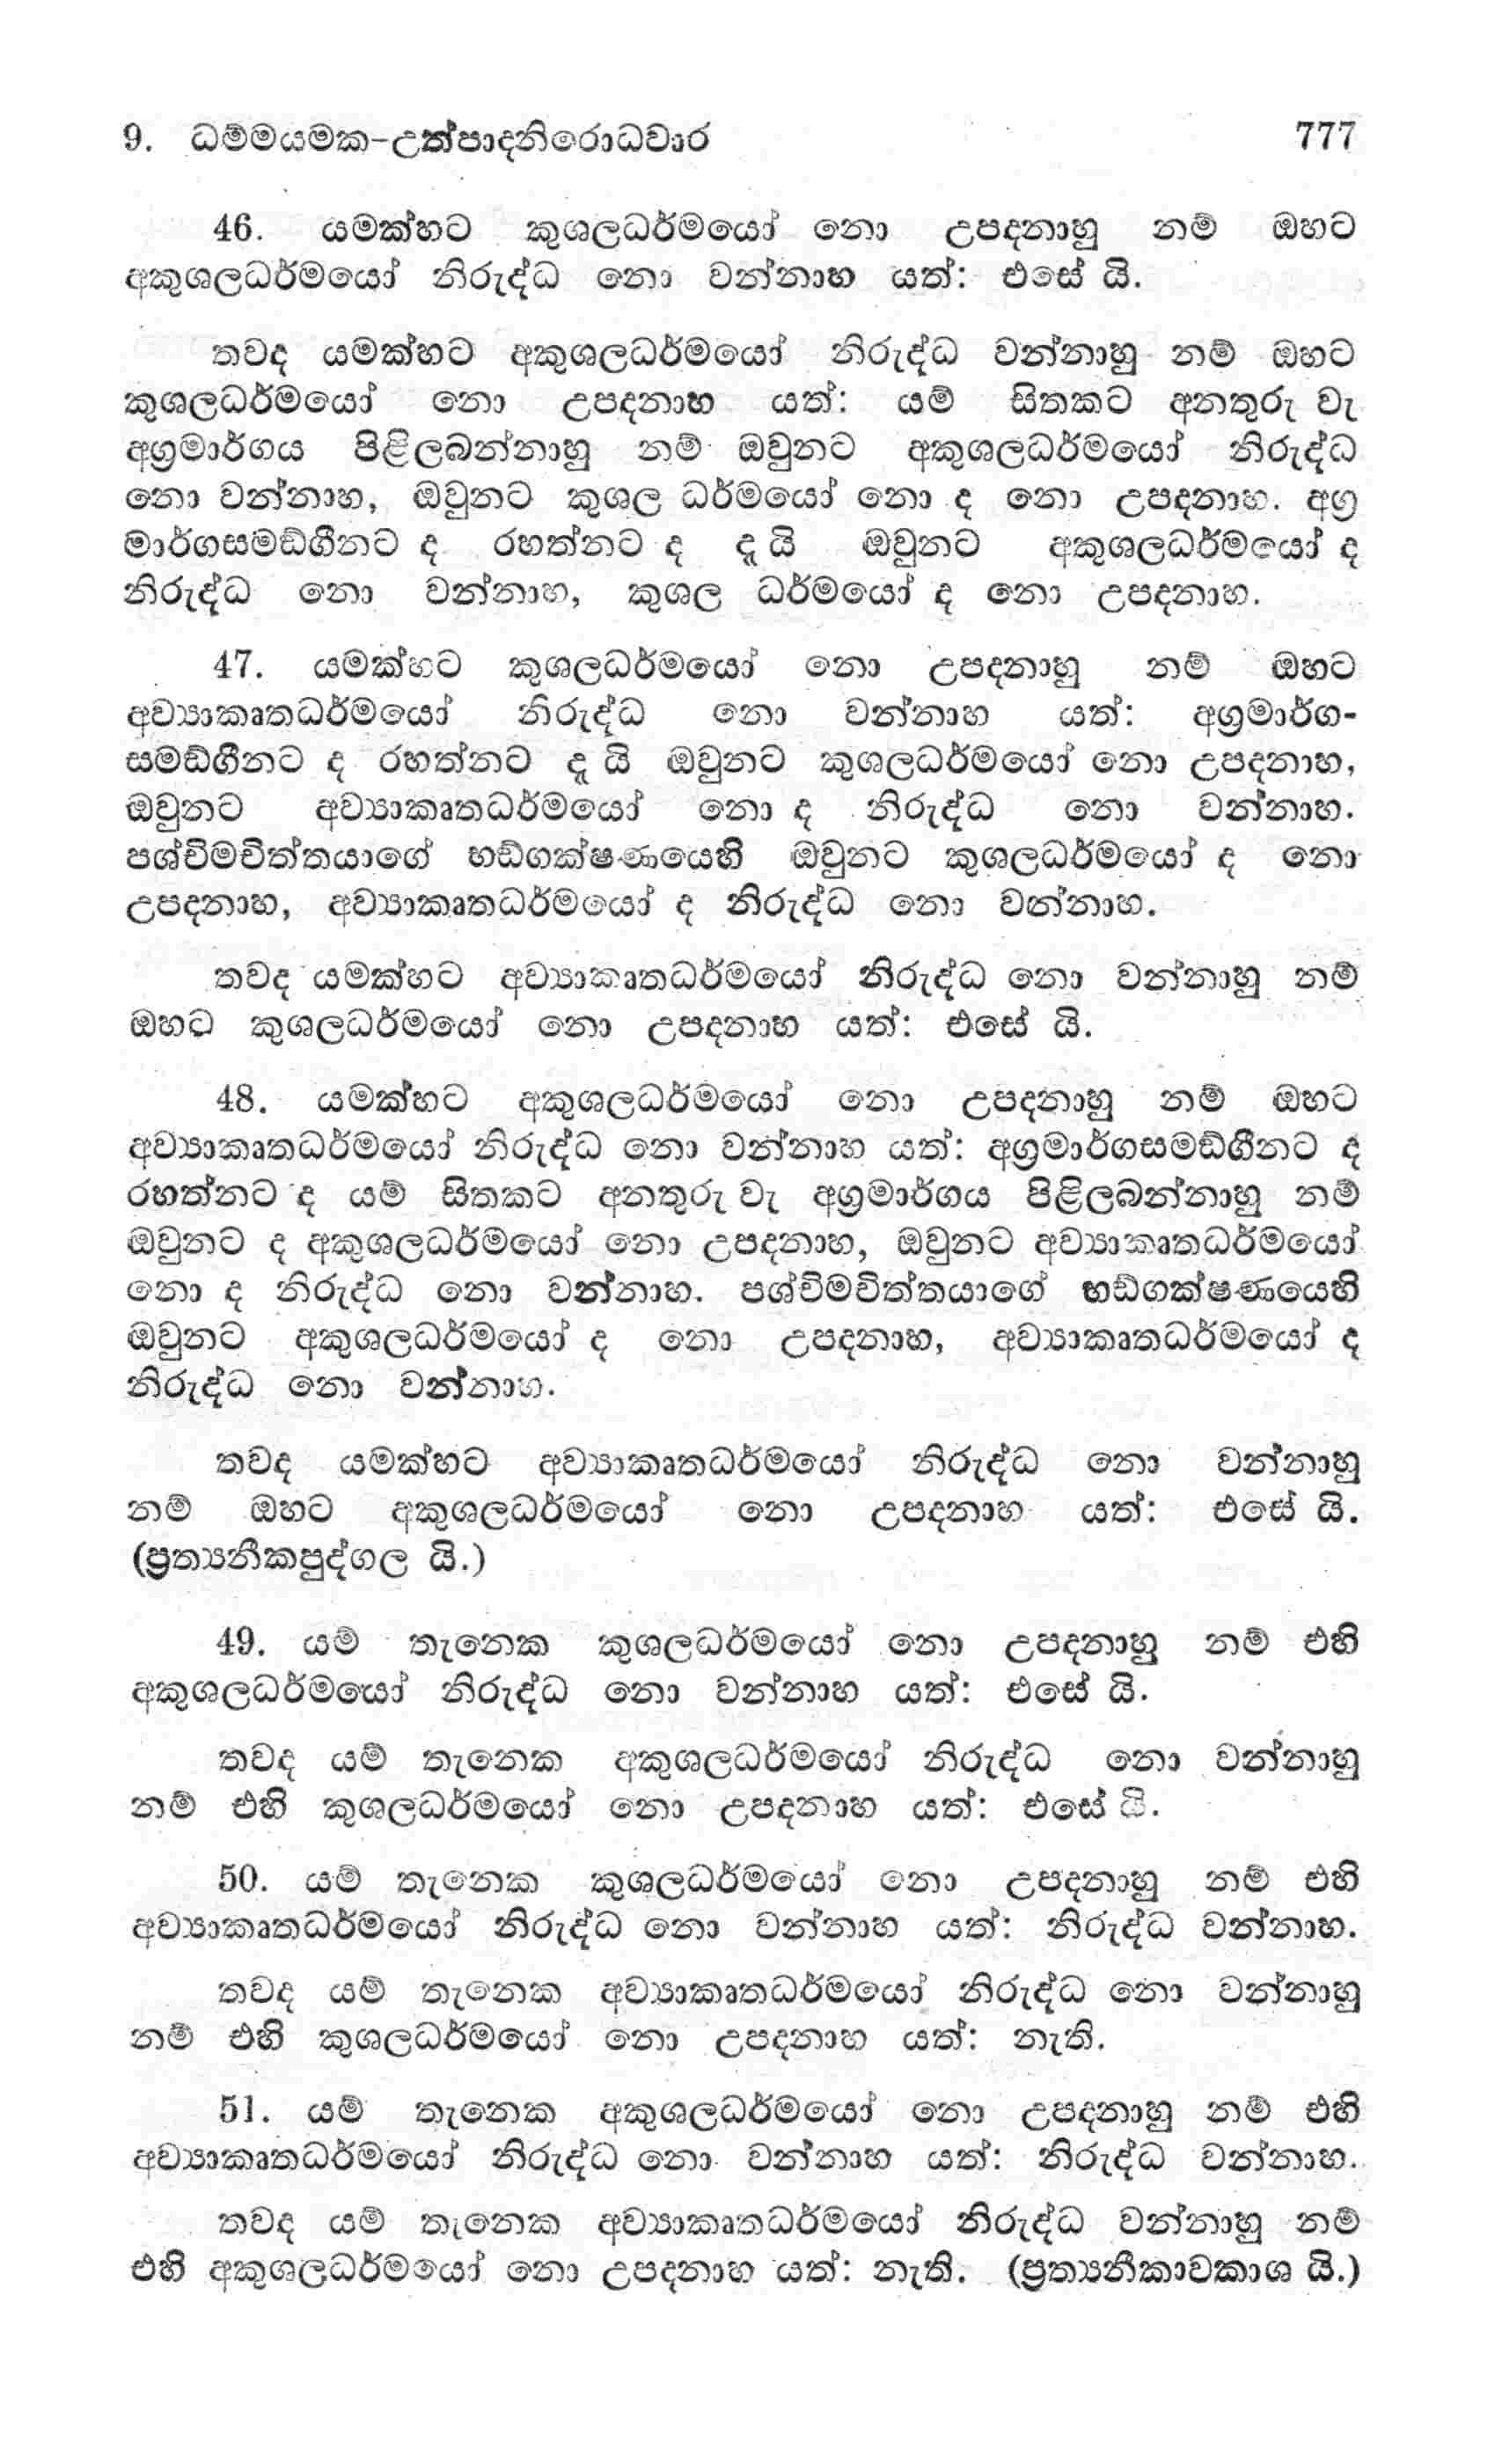 9. ධම්මයමක-උත්පාදනිරොධවාර 777
46. යමක්හට කුශලධර්මයෝ නො උපදනාහු නම් ඔහට
අකුශලධර්මයෝ නිරුද්ධ නො වන්නාහ යත්: එසේ යි.
තවද යමක්හට අකුශලධර්මයෝ නිරුද්ධ වන්නාහු නම් ඔහට
කුශලධර්මයෝ නො උපදනාහ යත්: යම් සිතකට අනතුරු වැ
අග්‍රමාර්ගය පිළිලබන්නාහු නම් ඔවුනට අකුශලධර්මයෝ නිරුද්ධ
නො වන්නාහ, ඔවුනට කුශල ධර්මයෝ නො ද නො උපදනාහ. අග්‍ර
මාර්ගසමඞ්ගීනට ද රහත්නට ද දැ යි ඔවුනට අකුශලධර්මයෝ ද
නිරුද්ධ නො වන්නාහ, කුශල ධර්මයෝ ද නො උපදනාහ.
47. යමක්හට කුශලධර්මයෝ නො උපදනාහු නම් ඔහට
අව්‍යාකෘතධර්මයෝ නිරුද්ධ නො වන්නාහ යත්: අග්‍රමාර්ග-
සමඞ්ගීනට ද රහත්නට දැ යි ඔවුනට කුශලධර්මයෝ නො උපදනාහ,
ඔවුනට අව්‍යාකෘතධර්මයෝ නො ද නිරුද්ධ නො වන්නාහ.
පශ්චිමචිත්තයාගේ භඞ්ගක්ෂණයෙහි ඔවුනට කුශලධර්මයෝ ද නො
උපදනාහ, අව්‍යාකෘතධර්මයෝ ද නිරුද්ධ නො වන්නාහ.
තවද යමක්හට අව්‍යාකෘතධර්මයෝ නිරුද්ධ නො වන්නාහු නම්
ඔහට කුශලධර්මයෝ නො උපදනාහ යත්: එසේ යි.
48. යමක්හට අකුශලධර්මයෝ නො උපදනාහු නම් ඔහට
අව්‍යාකෘතධර්මයෝ නිරුද්ධ නො වන්නාහ යත්: අග්‍රමාර්ගසමඞ්ගීනට ද
රහත්නට ද යම් සිතකට අනතුරු වැ අග්‍රමාර්ගය පිළිලබන්නාහු නම්
ඔවුනට ද අකුශලධර්මයෝ නො උපදනාහ, ඔවුනට අව්‍යාකෘතධර්මයෝ
නො ද නිරුද්ධ නො වන්නාහ. පශ්චිමචිත්තයාගේ භඞ්ගක්ෂණයෙහි
ඔවුනට අකුශලධර්මයෝ ද නො උපදනාහ, අව්‍යාකෘතධර්මයෝ ද
නිරුද්ධ නො වන්නාහ.
තවද යමක්හට අව්‍යාකෘතධර්මයෝ නිරුද්ධ නො වන්නාහු
නම් ඔහට අකුශලධර්මයෝ නො උපදනාහ යත්: එසේ යි.
(ප්‍රත්‍යනීකපුද්ගල යි.)
49. යම් තැනෙක කුශලධර්මයෝ නො උපදනාහු නම් එහි
අකුශලධර්මයෝ නිරුද්ධ නො වන්නාහ යත්: එසේ යි.
තවද යම් තැනෙක අකුශලධර්මයෝ නිරුද්ධ නො වන්නාහු
නම් එහි කුශලධර්මයෝ නො උපදනාහ යත්: එසේ යි.
50. යම් තැනෙක කුශලධර්මයෝ නො උපදනාහු නම් එහි
අව්‍යාකෘතධර්මයෝ නිරුද්ධ නො වන්නාහ යත්: නිරුද්ධ වන්නාහ.
තවද යම් තැනෙක අව්‍යාකෘතධර්මයෝ නිරුද්ධ නො වන්නාහු
නම් එහි කුශලධර්මයෝ නො උපදනාහ යත්: නැති.
51. යම් තැනෙක අකුශලධර්මයෝ නො උපදනාහු නම් එහි
අව්‍යාකෘතධර්මයෝ නිරුද්ධ නො වන්නාහ යත්: නිරුද්ධ වන්නාහ.
තවද යම් තැනෙක අව්‍යාකෘතධර්මයෝ නිරුද්ධ වන්නාහු නම්
එහි අකුශලධර්මයෝ නො උපදනාහ යත්: නැති. (ප්‍රත්‍යනීකාවකාශ යි.)